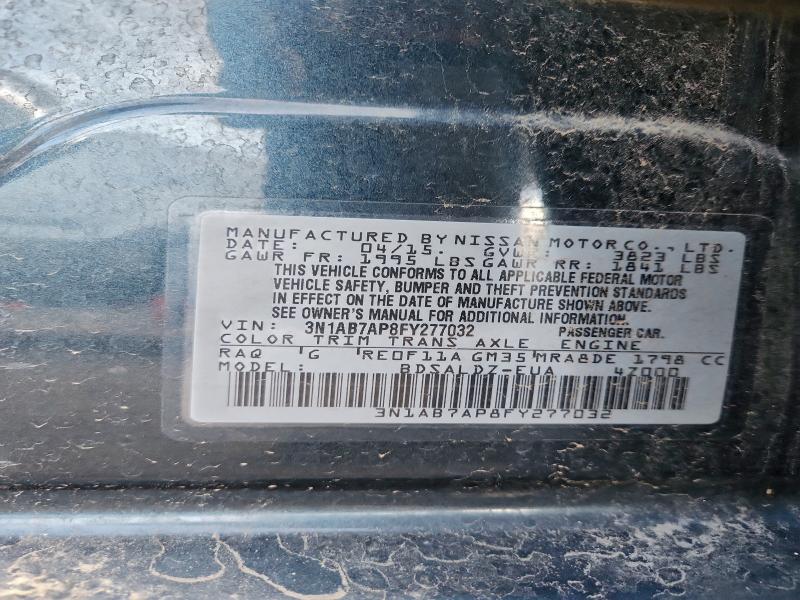 MANUFACTURED BY NISSAN MOTOR CO., LTD.
DATE: 04/15. GVWR: 3823 LBS
GAWR FR: 1995 LBS GAWR RR: 1841 LBS
THIS VEHICLE CONFORMS TO ALL APPLICABLE FEDERAL MOTOR
VEHICLE SAFETY, BUMPER AND THEFT PREVENTION STANDARDS
IN EFFECT ON THE DATE OF MANUFACTURE SHOWN ABOVE.
SEE OWNER'S MANUAL FOR ADDITIONAL INFORMATION.
VIN: 3N1AB7AP8FY277032 PASSENGER CAR.
COLOR TRIM TRANS AXLE ENGINE
RAQ G RE0F11A GM35 MRA8DE 1798 CC
MODEL: BDSALDZ-EUA 4Z000
3N1AB7AP8FY277032